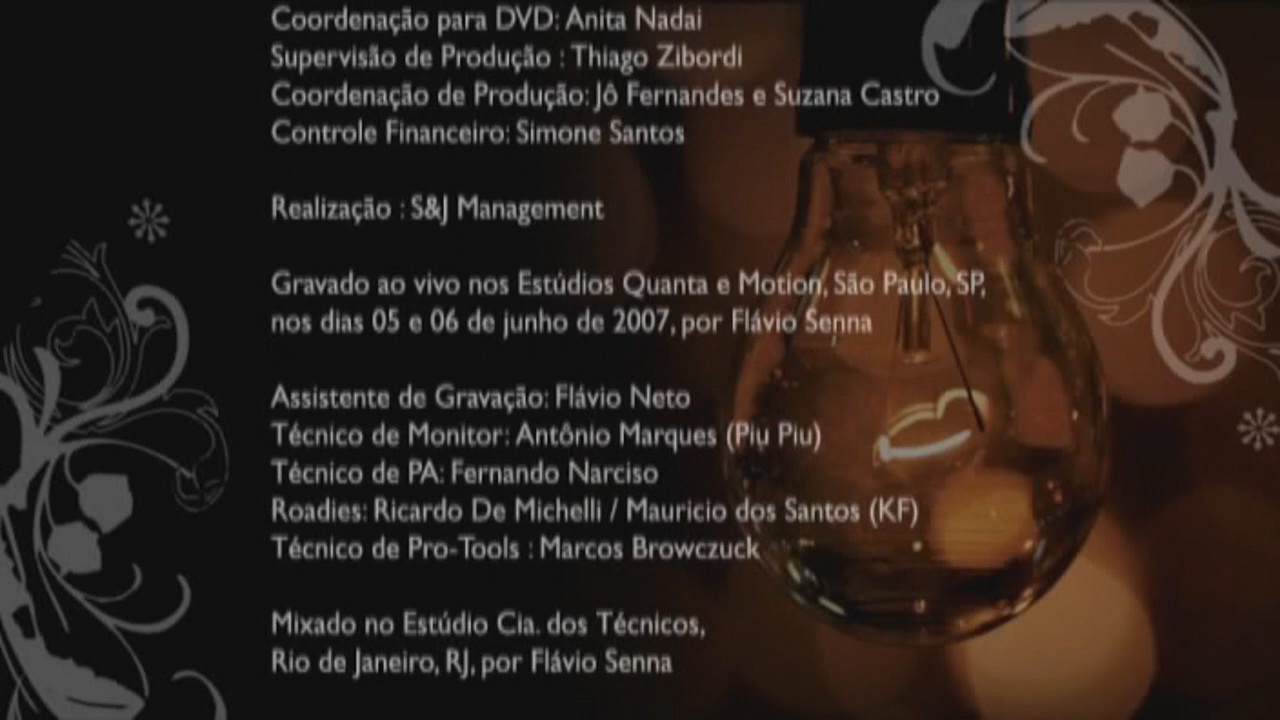 Coordenação para DVD: Anita Nadai
Supervisão de Produção : Thiago Zibordi
Coordenação de Produção: Jô Fernandes e Suzana Castro
Controle Financeiro: Simone Santos
Realização : S&J Management
Gravado ao vivo nos Estúdios Quanta e Motion, São Paulo, SP,
nos dias 05 e 06 de junho de 2007, por Flávio Senna
Assistente de Gravação: Flávio Neto
Técnico de Monitor: Antônio Marques (Piu Piu)
Técnico de PA: Fernando Narciso
Roadies: Ricardo De Michelli / Mauricio dos Santos (KF)
Técnico de Pro-Tools : Marcos Browczuck
Mixado no Estúdio Cia. dos Técnicos,
Rio de Janeiro, RJ, por Flávio Senna